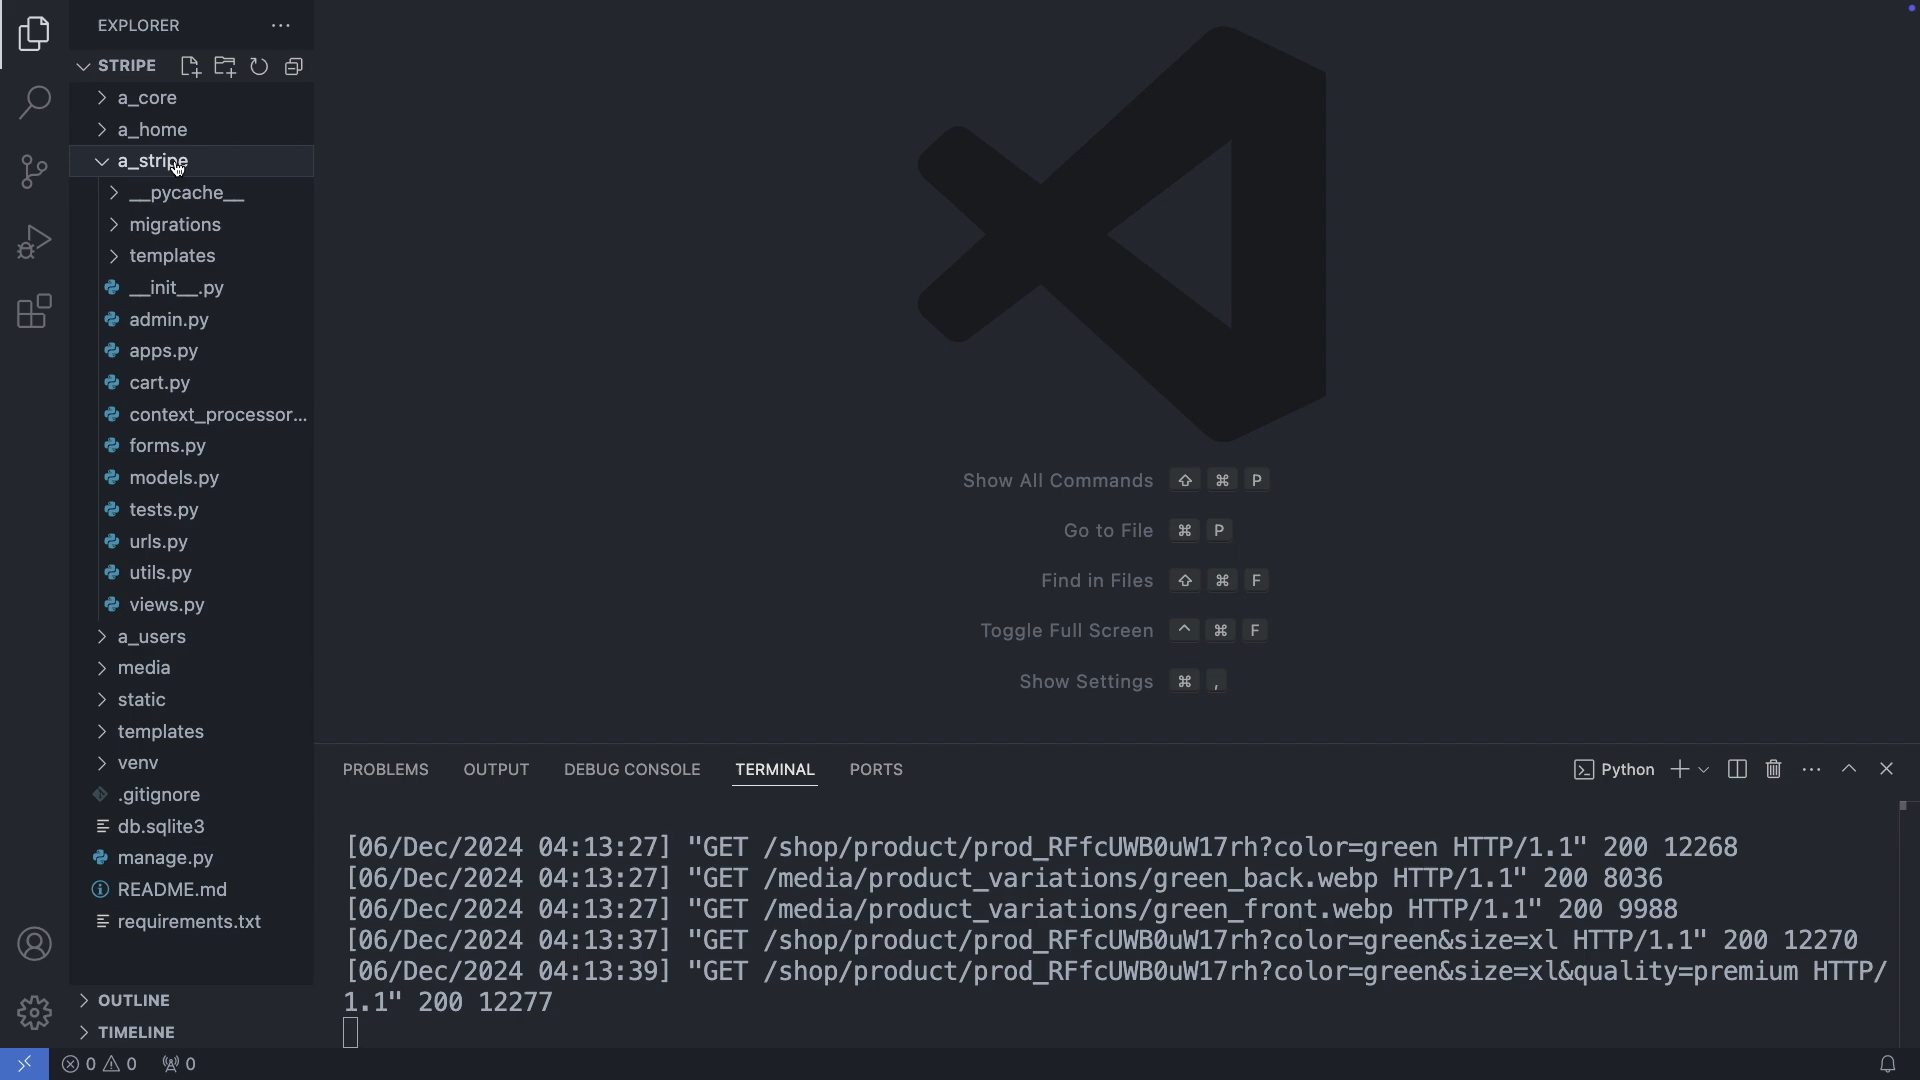 EXPLORER
STRIPE
a_core
a_home
a_stripe
__pycache__
migrations
templates
__init__.py
admin.py
apps.py
cart.py
context_processor...
forms.py
models.py
tests.py
urls.py
utils.py
views.py
a_users
media
static
templates
venv
.gitignore
db.sqlite3
manage.py
README.md
requirements.txt
OUTLINE
TIMELINE
Show All Commands ⇧ ⌘ P
Go to File ⌘ P
Find in Files ⇧ ⌘ F
Toggle Full Screen ^ ⌘ F
Show Settings ⌘ ,
PROBLEMS OUTPUT DEBUG CONSOLE TERMINAL PORTS Python
[06/Dec/2024 04:13:27] "GET /shop/product/prod_RFfcUWB0uW17rh?color=green HTTP/1.1" 200 12268
[06/Dec/2024 04:13:27] "GET /media/product_variations/green_back.webp HTTP/1.1" 200 8036
[06/Dec/2024 04:13:27] "GET /media/product_variations/green_front.webp HTTP/1.1" 200 9988
[06/Dec/2024 04:13:37] "GET /shop/product/prod_RFfcUWB0uW17rh?color=green&size=xl HTTP/1.1" 200 12270
[06/Dec/2024 04:13:39] "GET /shop/product/prod_RFfcUWB0uW17rh?color=green&size=xl&quality=premium HTTP/
1.1" 200 12277
0 0 0